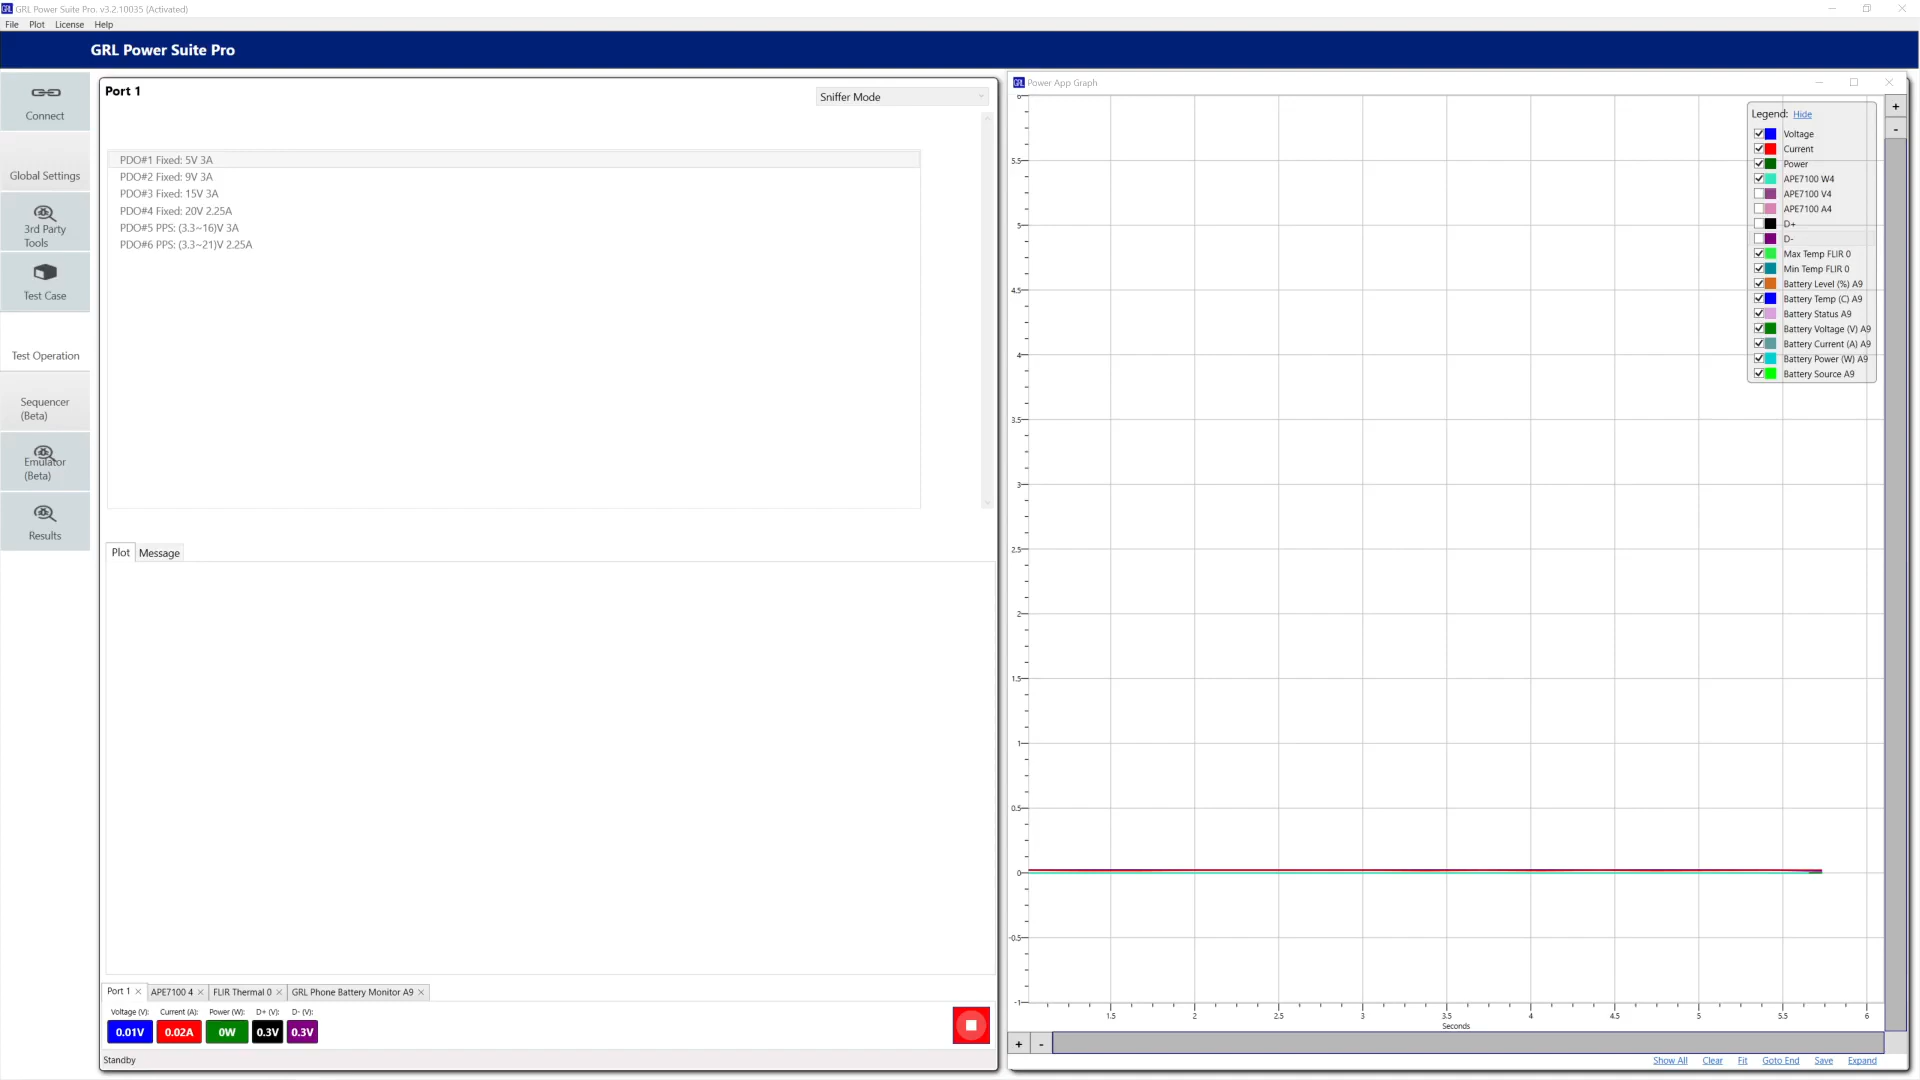 GRL Power Suite Pro. v3.2.10035 (Activated)
File Plot License Help
GRL Power Suite Pro
Connect
Global Settings
3rd Party
Tools
Test Case
Test Operation
Sequencer
(Beta)
Emulator
(Beta)
Results
Port 1
Sniffer Mode
PDO#1 Fixed: 5V 3A
PDO#2 Fixed: 9V 3A
PDO#3 Fixed: 15V 3A
PDO#4 Fixed: 20V 2.25A
PDO#5 PPS: (3.3~16)V 3A
PDO#6 PPS: (3.3~21)V 2.25A
Plot Message
Port 1 APE7100 4 FLIR Thermal 0 GRL Phone Battery Monitor A9
Voltage (V): Current (A): Power (W): D+ (V): D- (V):
0.01V 0.02A 0W 0.3V 0.3V
Standby
GRL Power App Graph
6
5.5
5
4.5
4
3.5
3
2.5
2
1.5
1
0.5
0
-0.5
-1
1.5 2 2.5 3 3.5 4 4.5 5 5.5 6
Seconds
Legend: Hide
Voltage
Current
Power
APE7100 W4
APE7100 V4
APE7100 A4
D+
D-
Max Temp FLIR 0
Min Temp FLIR 0
Battery Level (%) A9
Battery Temp (C) A9
Battery Status A9
Battery Voltage (V) A9
Battery Current (A) A9
Battery Power (W) A9
Battery Source A9
+
-
+ -
Show All Clear Fit Goto End Save Expand